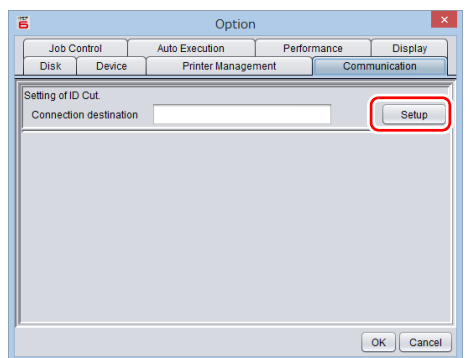 Option
Job Control Auto Execution Performance Display
Disk Device Printer Management Communication
Setting of ID Cut.
Connection destination Setup
OK Cancel